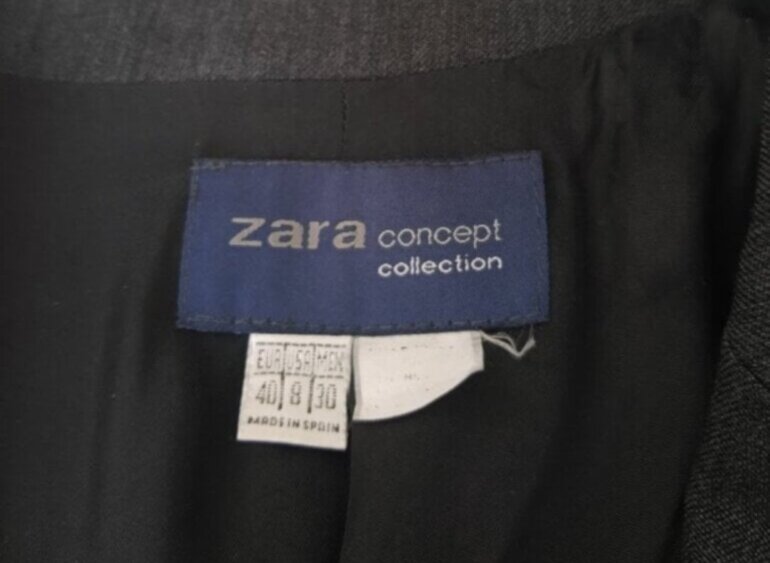 zara concept
collection
EUR USA MEX
40 8 30
MADE IN SPAIN